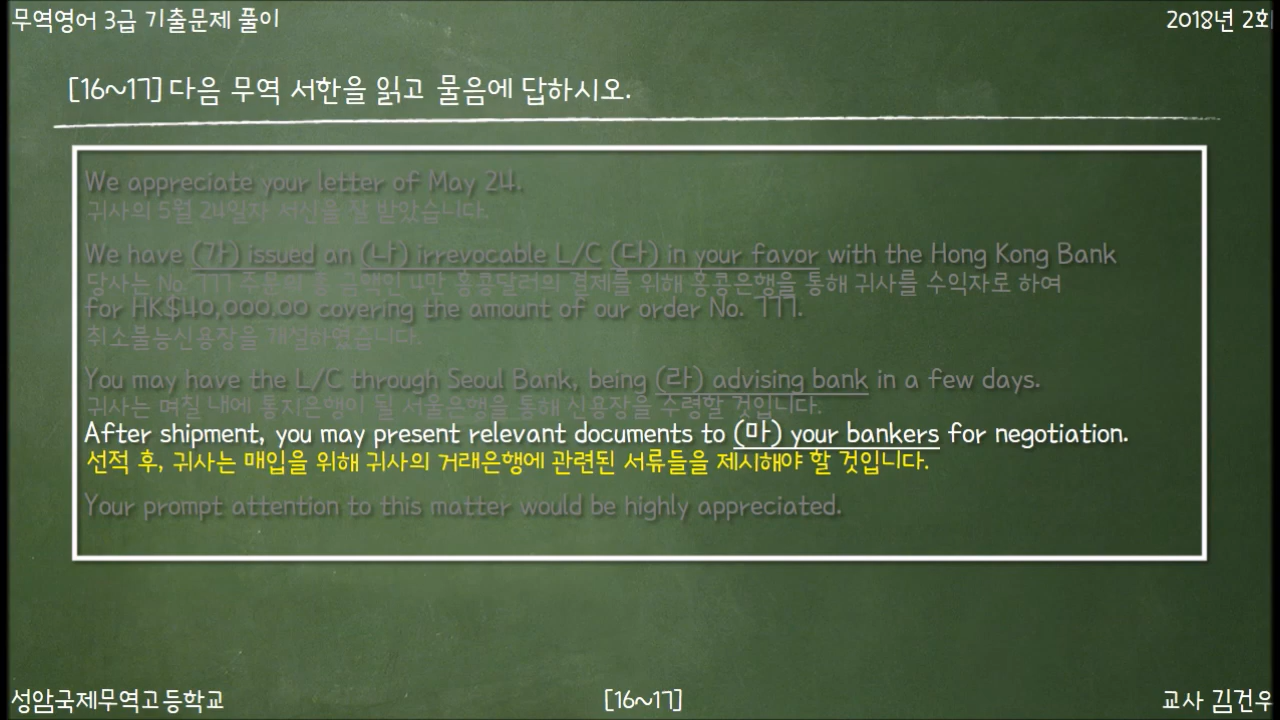 무역영어 3급 기출문제 풀이
2018년 2회
[16~17] 다음 무역 서한을 읽고 물음에 답하시오.
We appreciate your letter of May 24.
귀사의 5월 24일자 서신을 잘 받았습니다.
We have (가) issued an (나) irrevocable L/C (다) in your favor with the Hong Kong Bank
당사는 No. 777 주문의 총 금액인 4만 홍콩달러의 결제를 위해 홍콩은행을 통해 귀사를 수익자로 하여
for HK$40,000.00 covering the amount of our order No. 777.
취소불능신용장을 개설하였습니다.
You may have the L/C through Seoul Bank, being (라) advising bank in a few days.
귀사는 며칠 내에 통지은행이 될 서울은행을 통해 신용장을 수령할 것입니다.
After shipment, you may present relevant documents to (마) your bankers for negotiation.
선적 후, 귀사는 매입을 위해 귀사의 거래은행에 관련된 서류들을 제시해야 할 것입니다.
Your prompt attention to this matter would be highly appreciated.
성암국제무역고등학교
[16~17]
교사 김건우